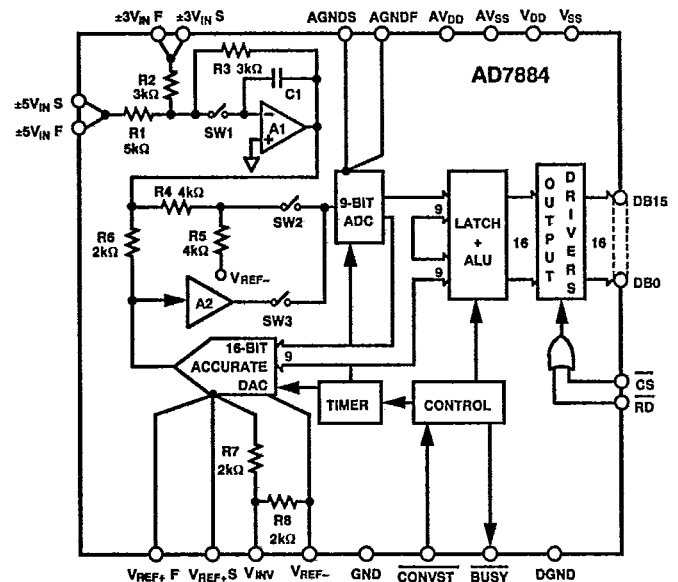 ±3VIN F ±3VIN S AGNDS AGNDF AVDD AVSS VDD VSS
AD7884
R3 3kΩ
R2
3kΩ
C1
±5VIN S
±5VIN F
R1
5kΩ
SW1
A1
R4 4kΩ
SW2
R5
4kΩ
VREF–
R6
2kΩ
A2
SW3
9-BIT
ADC
9
9
LATCH
+
ALU
16
OUTPUT
DRIVERS
16
DB15
DB0
16-BIT
ACCURATE
DAC
9
TIMER
CONTROL
CS
RD
R7
2kΩ
R8
2kΩ
VREF+ F VREF+S VINV VREF– GND CONVST BUSY DGND